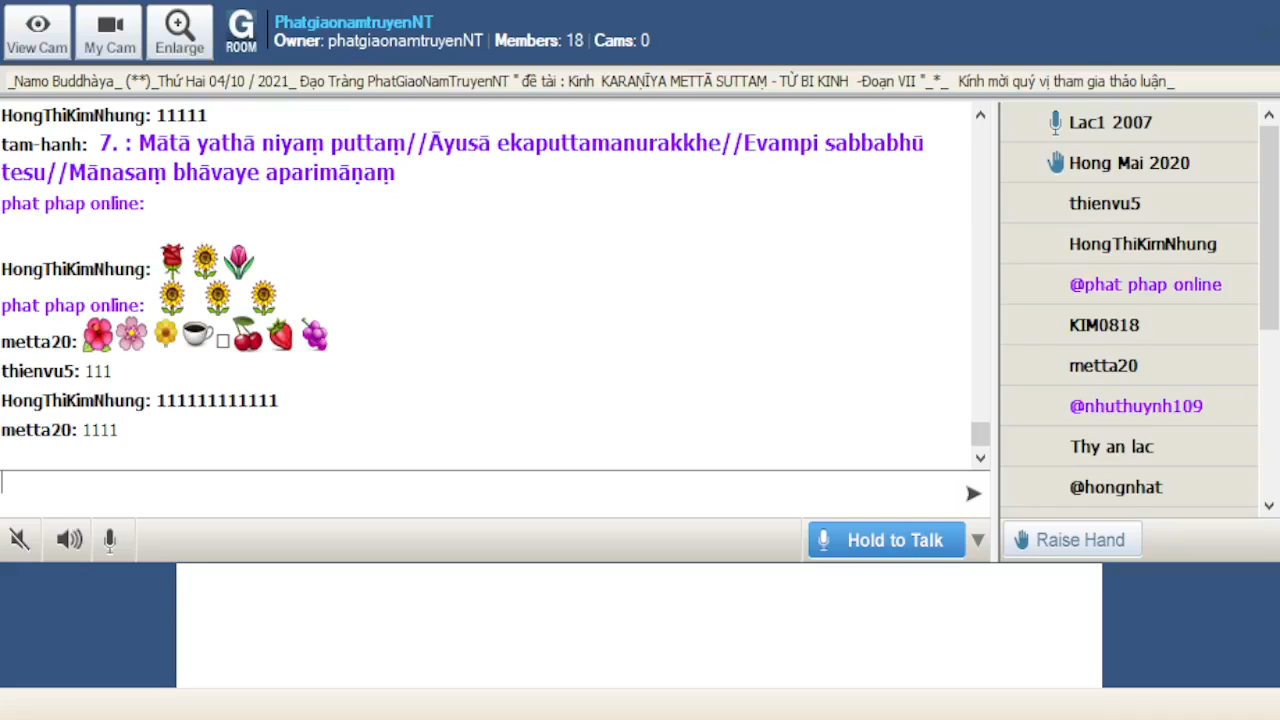 View Cam
My Cam
Enlarge
G
ROOM
PhatgiaonamtruyenNT
Owner: phatgiaonamtruyenNT | Members: 18 | Cams: 0
_Namo Buddhàya_ (**)_Thứ Hai 04/10 / 2021_ Đạo Tràng PhatGiaoNamTruyenNT " đề tài : Kinh KARAṆĪYA METTĀ SUTTAṂ - TỪ BI KINH -Đoạn VII "_*_ Kính mời quý vị tham gia thảo luận_
HongThiKimNhung: 11111
tam-hanh: 7. : Mātā yathā niyaṃ puttaṃ//Āyusā ekaputtamanurakkhe//Evampi sabbabhū
tesu//Mānasaṃ bhāvaye aparimāṇaṃ
phat phap online:
HongThiKimNhung:
phat phap online:
metta20:
thienvu5: 111
HongThiKimNhung: 111111111111
metta20: 1111
Hold to Talk
Lac1 2007
Hong Mai 2020
thienvu5
HongThiKimNhung
@phat phap online
KIM0818
metta20
@nhuthuynh109
Thy an lac
@hongnhat
Raise Hand